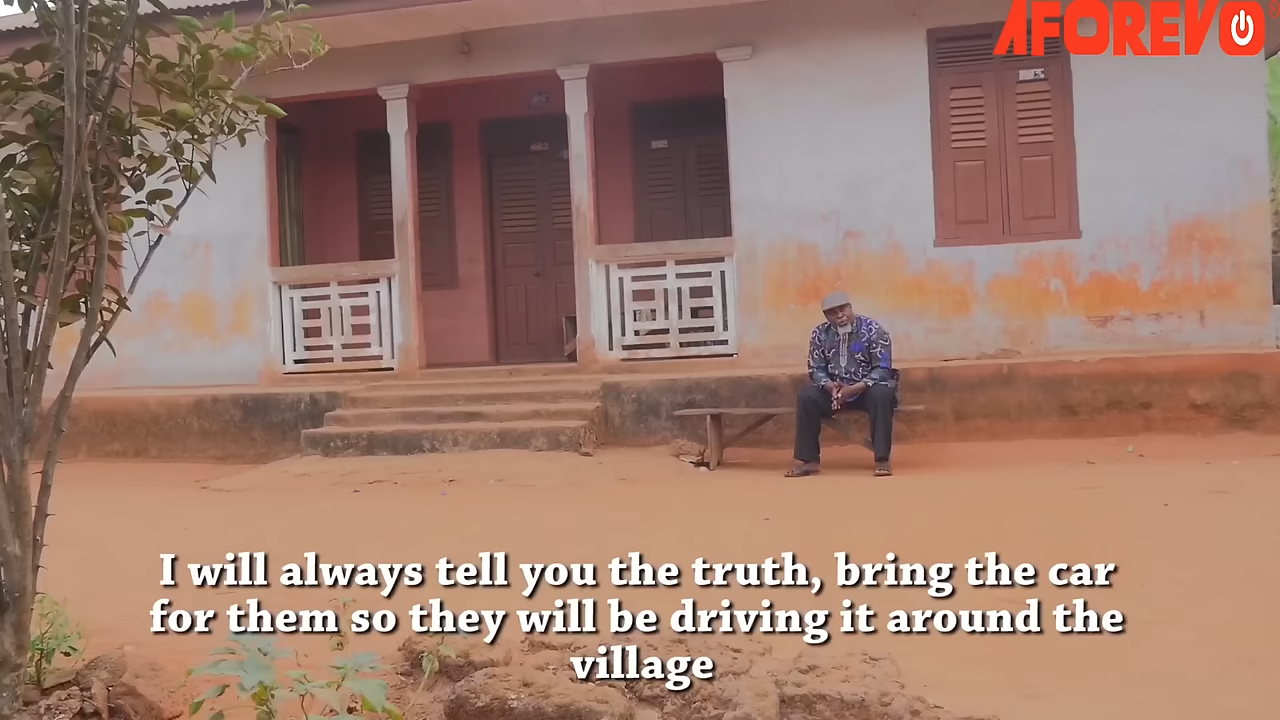 AFOREVO
I will always tell you the truth, bring the car
for them so they will be driving it around the
village